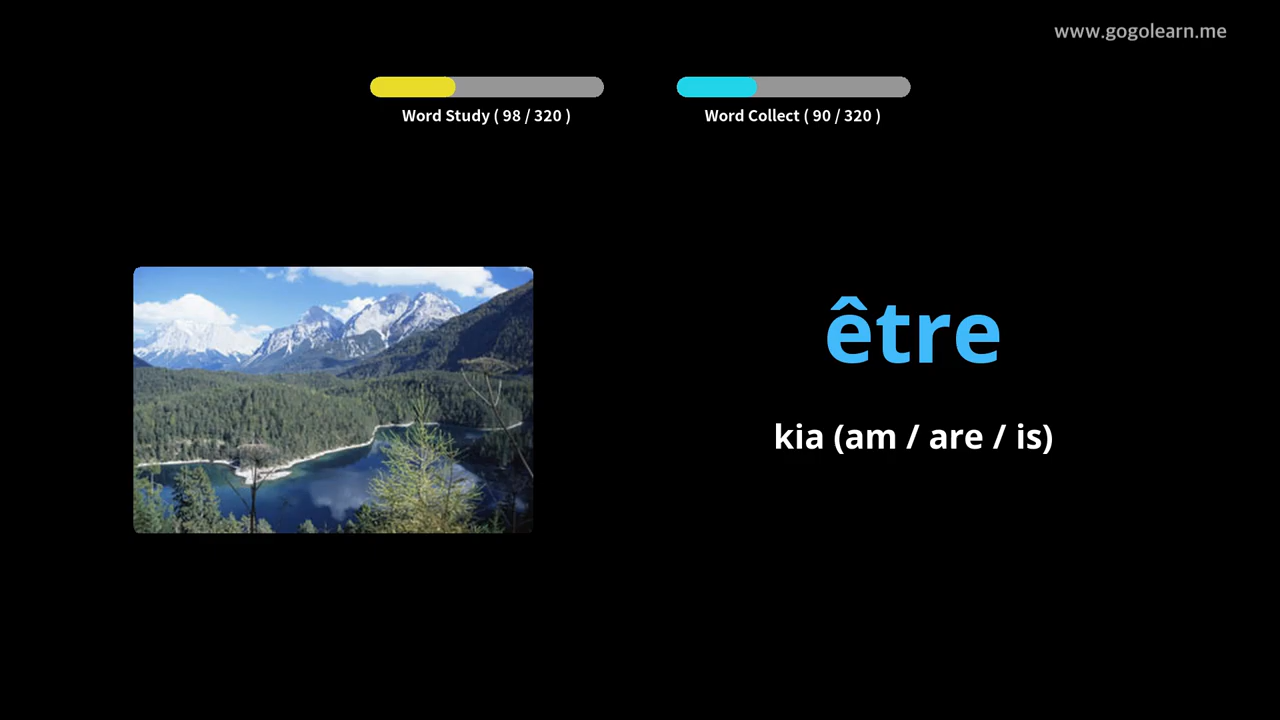 www.gogolearn.me
Word Study ( 98 / 320 )
Word Collect ( 90 / 320 )
être
kia (am / are / is)